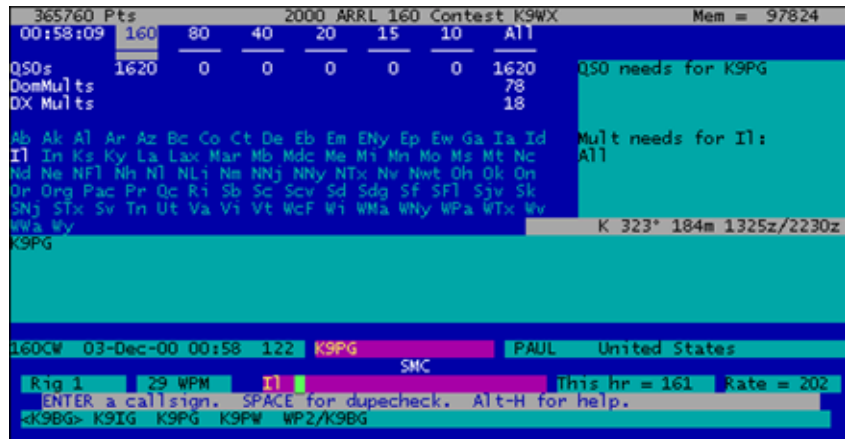 365760 Pts 2000 ARRL 160 Contest K9WX Mem = 97824
00:58:09 160 80 40 20 15 10 All
QSOs 1620 0 0 0 0 0 1620 QSO needs for K9PG
DomMults 78
DX Mults 18
Ab Ak Al Ar Az Bc Co Ct De Eb Em ENy Ep Ew Ga Ia Id Mult needs for Il:
Il In Ks Ky La Lax Mar Mb Mdc Me Mi Mn Mo Ms Mt Nc All
Nd Ne NFl Nh Nl NLi Nm NNj NNy NTx Nv Nwt Oh Ok On
Or Org Pac Pr Qc Ri Sb Sc Scv Sd Sdg Sf SFl Sjv Sk
SNj STx Sv Tn Ut Va Vi Vt WcF Wi WMa WNy WPa WTx Wv
WWa Wy K 323° 184m 1325z/2230z
K9PG
160CW 03-Dec-00 00:58 122 K9PG PAUL United States
SMC
Rig 1 29 WPM Il This hr = 161 Rate = 202
ENTER a callsign. SPACE for dupecheck. Alt-H for help.
<K9BG> K9IG K9PG K9PW WP2/K9BG